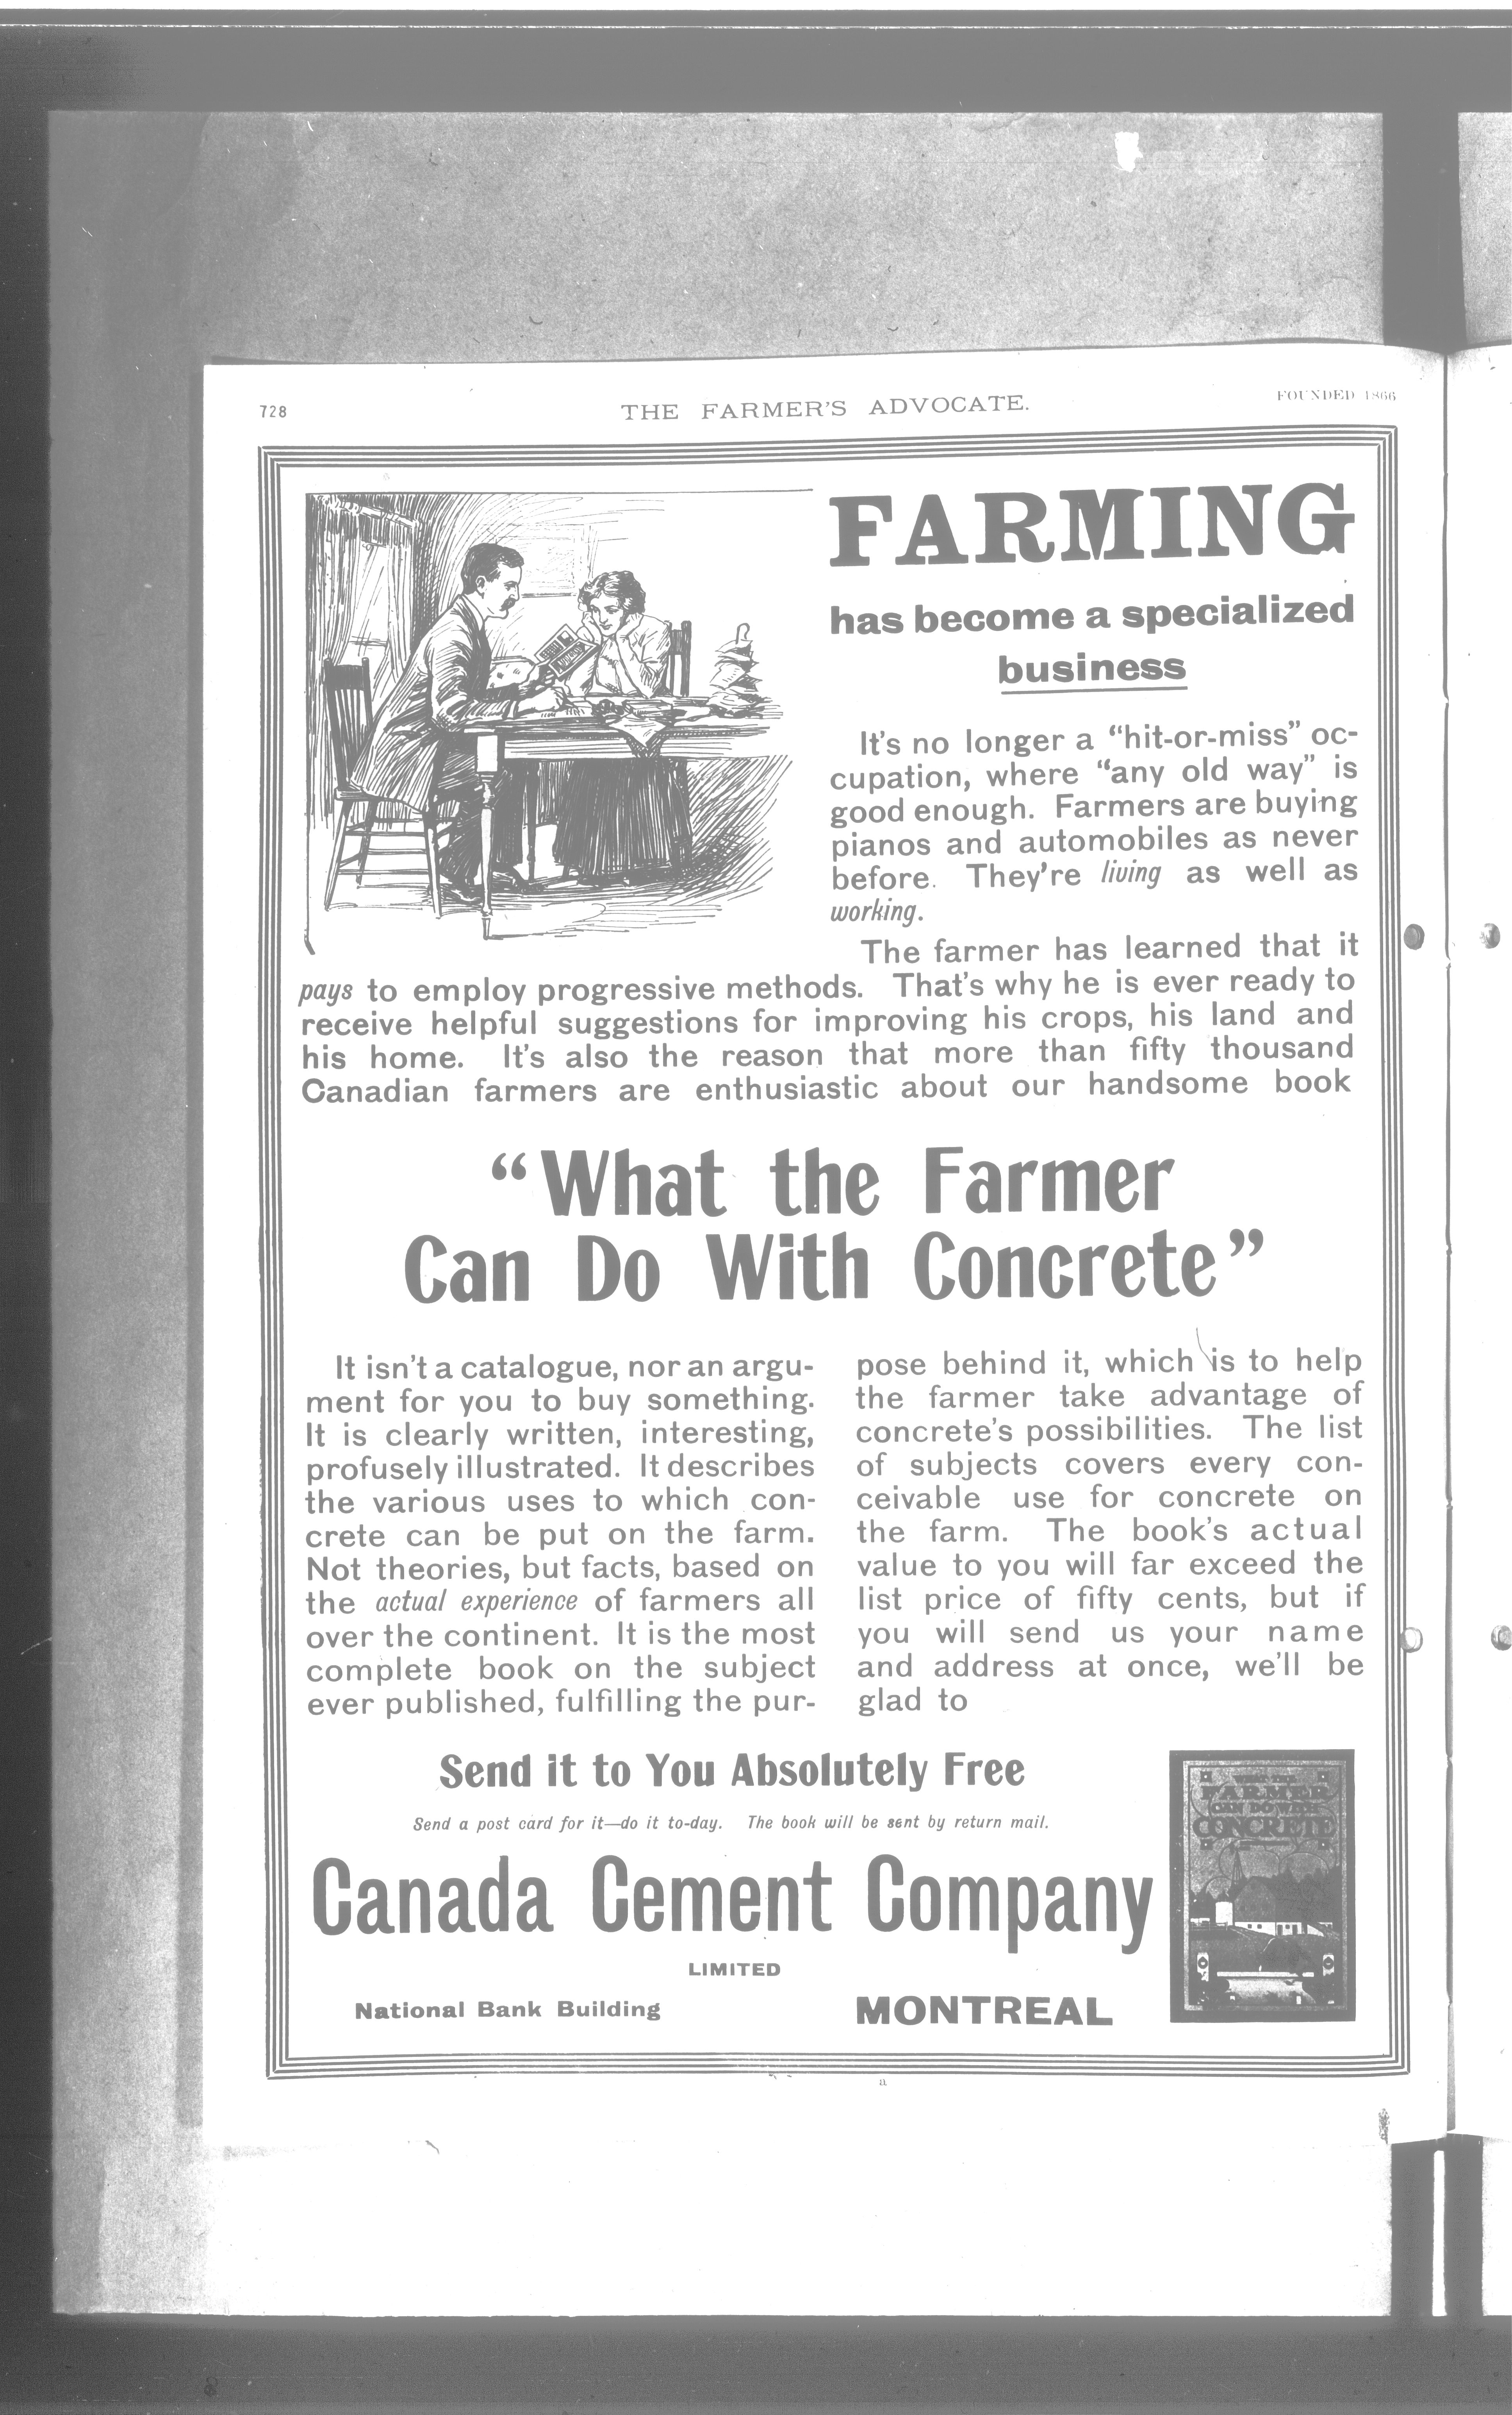 728
THE FARMER'S ADVOCATE.
FOUNDED 1866
FARMING
has become a specialized
business
It's no longer a “hit-or-miss” oc-
cupation, where “any old way” is
good enough. Farmers are buying
pianos and automobiles as never
before. They're living as well as
working.
The farmer has learned that it
pays to employ progressive methods. That's why he is ever ready to
receive helpful suggestions for improving his crops, his land and
his home. It's also the reason that more than fifty thousand
Canadian farmers are enthusiastic about our handsome book
“What the Farmer
Can Do With Concrete”
It isn't a catalogue, nor an argu-
ment for you to buy something.
It is clearly written, interesting,
profusely illustrated. It describes
the various uses to which con-
crete can be put on the farm.
Not theories, but facts, based on
the actual experience of farmers all
over the continent. It is the most
complete book on the subject
ever published, fulfilling the pur-
pose behind it, which is to help
the farmer take advantage of
concrete's possibilities. The list
of subjects covers every con-
ceivable use for concrete on
the farm. The book's actual
value to you will far exceed the
list price of fifty cents, but if
you will send us your name
and address at once, we'll be
glad to
Send it to You Absolutely Free
Send a post card for it—do it to-day. The book will be sent by return mail.
Canada Cement Company
LIMITED
National Bank Building
MONTREAL
WHAT THE
FARMER
CAN DO WITH
CONCRETE